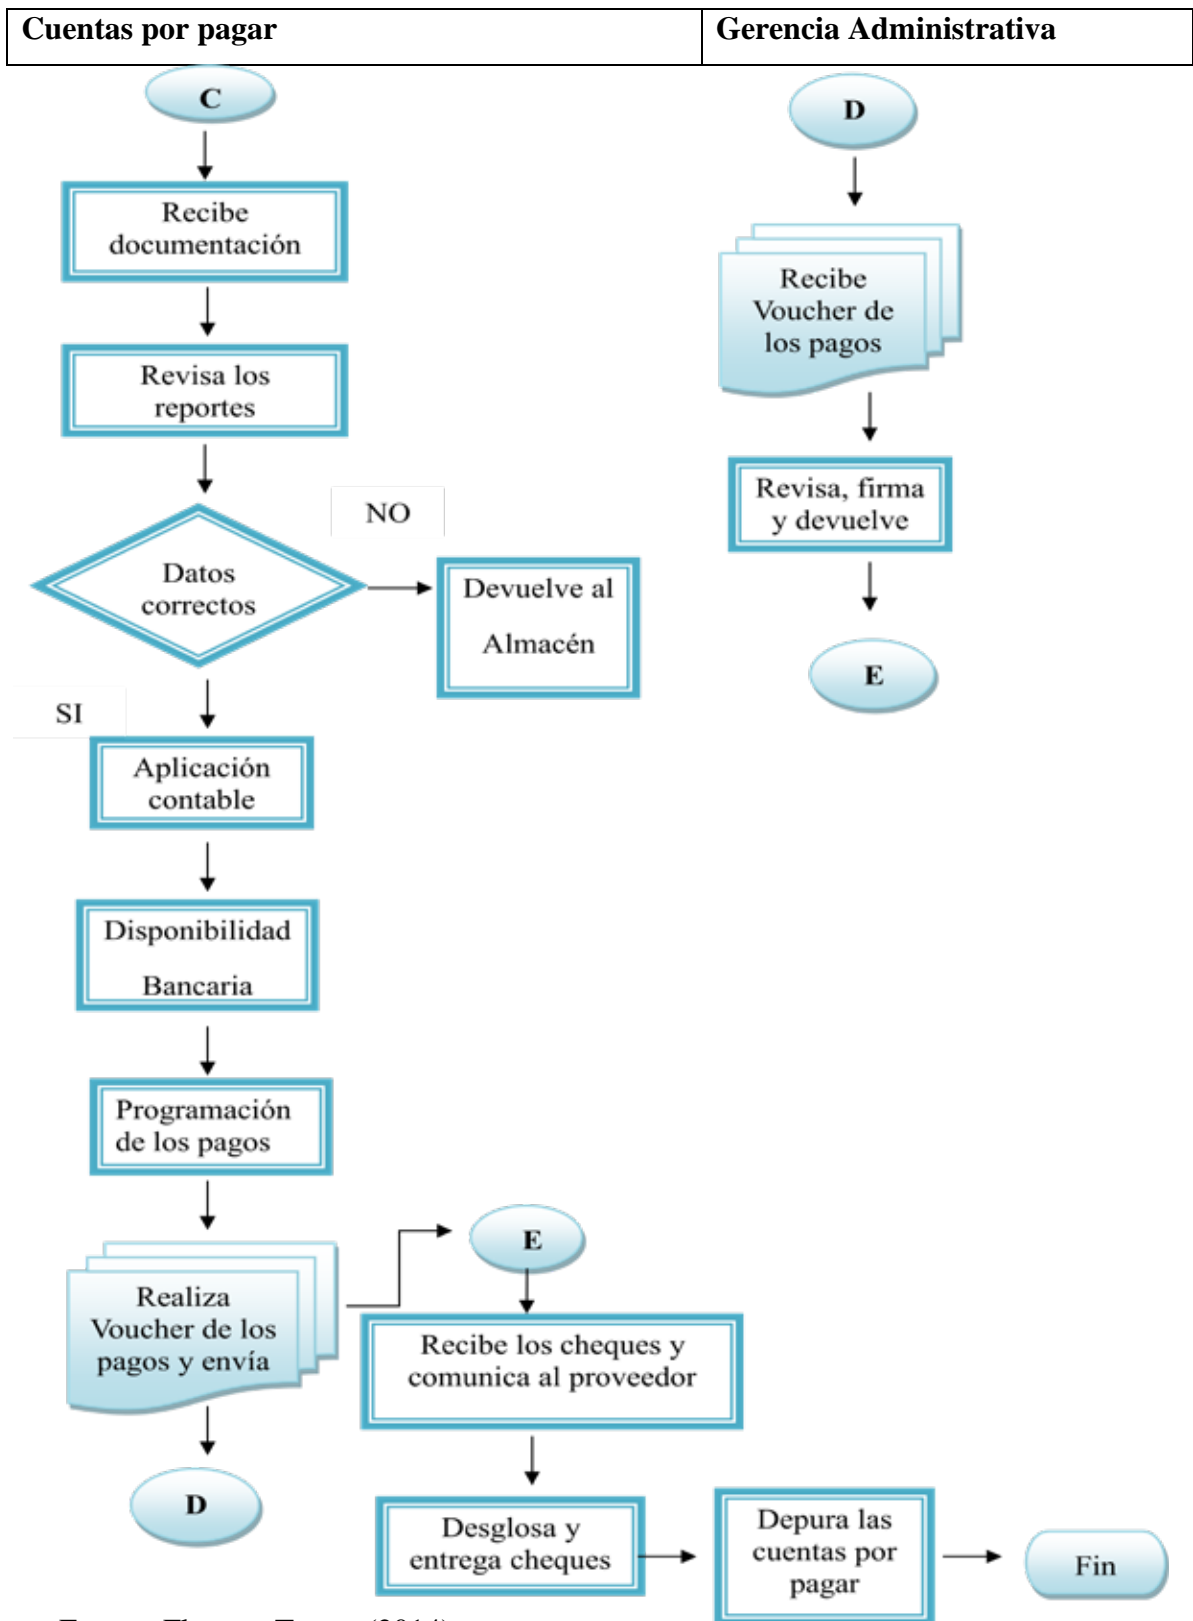 Cuentas por pagar
Gerencia Administrativa
C
Recibe
documentación
Revisa los
reportes
Datos
correctos
NO
Devuelve al
Almacén
SI
Aplicación
contable
Disponibilidad
Bancaria
Programación
de los pagos
Realiza
Voucher de los
pagos y envía
D
E
Recibe los cheques y
comunica al proveedor
Desglosa y
entrega cheques
Depura las
cuentas por
pagar
Fin
D
Recibe
Voucher de
los pagos
Revisa, firma
y devuelve
E
(2014)